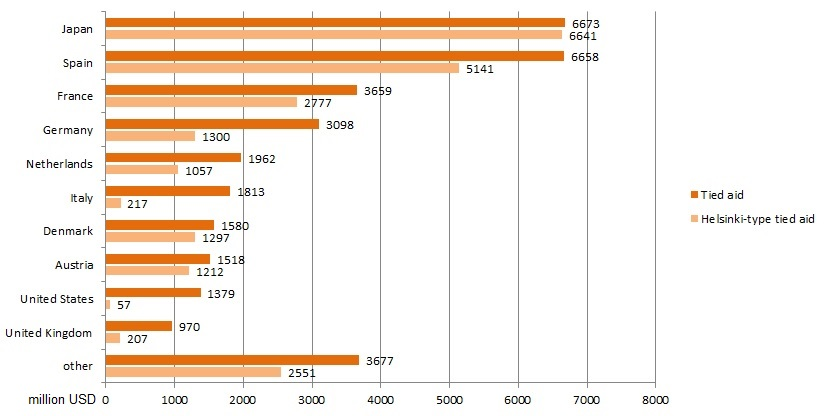 Japan 6673
6641
Spain 6658
5141
France 3659
2777
Germany 3098
1300
Netherlands 1962
1057
Italy 1813
217
Denmark 1580
1297
Austria 1518
1212
United States 1379
57
United Kingdom 970
207
other 3677
2551
Tied aid
Helsinki-type tied aid
million USD 0 1000 2000 3000 4000 5000 6000 7000 8000